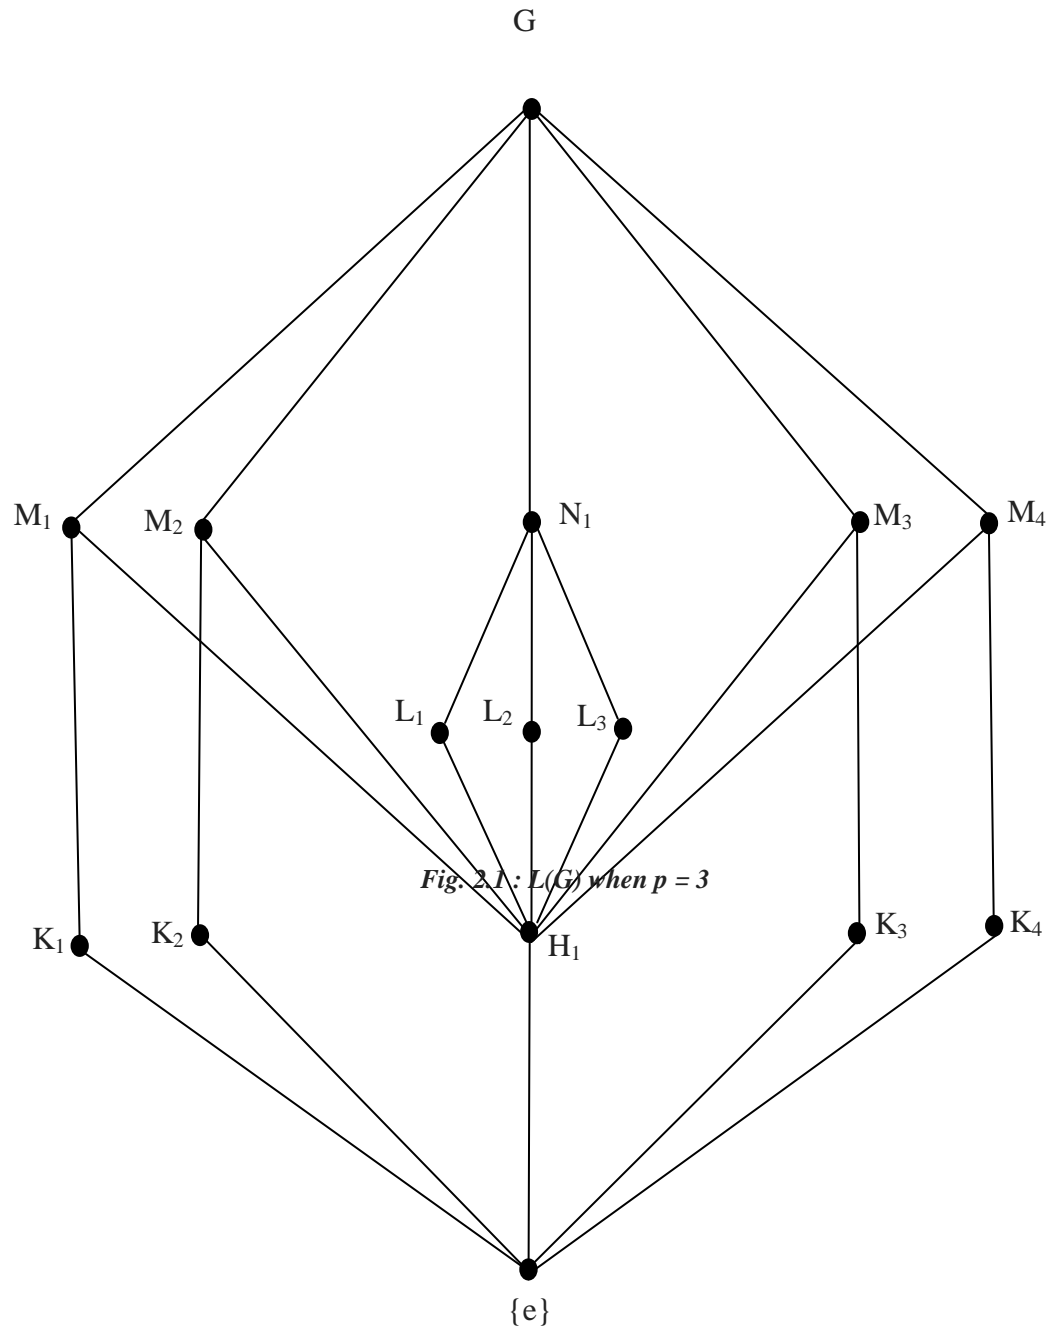 G
M₁ M₂ N₁ M₃ M₄
L₁ L₂ L₃
Fig. 2.1 : L(G) when p = 3
K₁ K₂ H₁ K₃ K₄
{e}